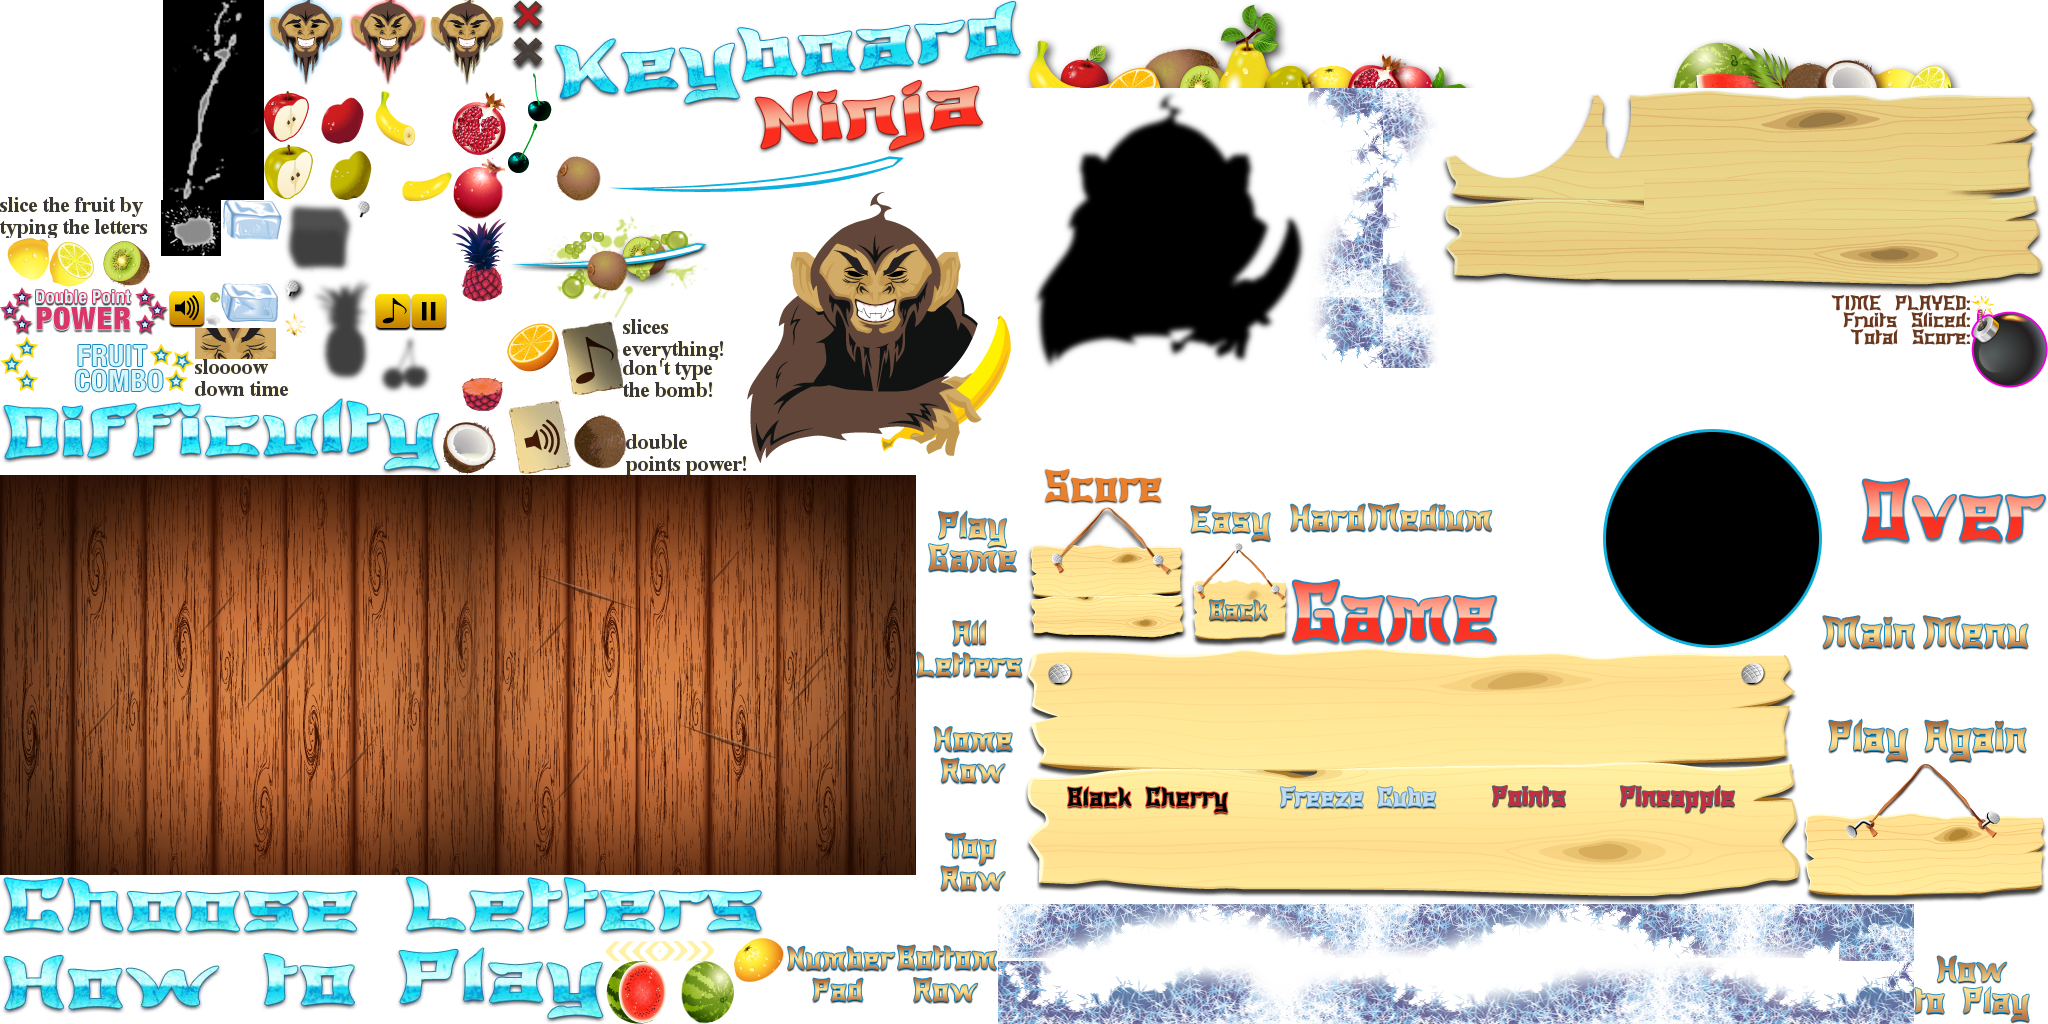 Keyboard
Ninja
slice the fruit by
typing the letters
Double Point
POWER
FRUIT
COMBO
sloooow
down time
slices
everything!
don't type
the bomb!
double
points power!
Difficulty
TIME PLAYED:
Fruits Sliced:
Total Score:
Score
Play
Game
Easy
Hard
Medium
Over
Back
Game
All
Letters
Main Menu
Home
Row
Play Again
Black Cherry
Freeze Cube
Points
Pineapple
Top
Row
Choose Letters
How to Play
Number
Pad
Bottom
Row
How
to Play